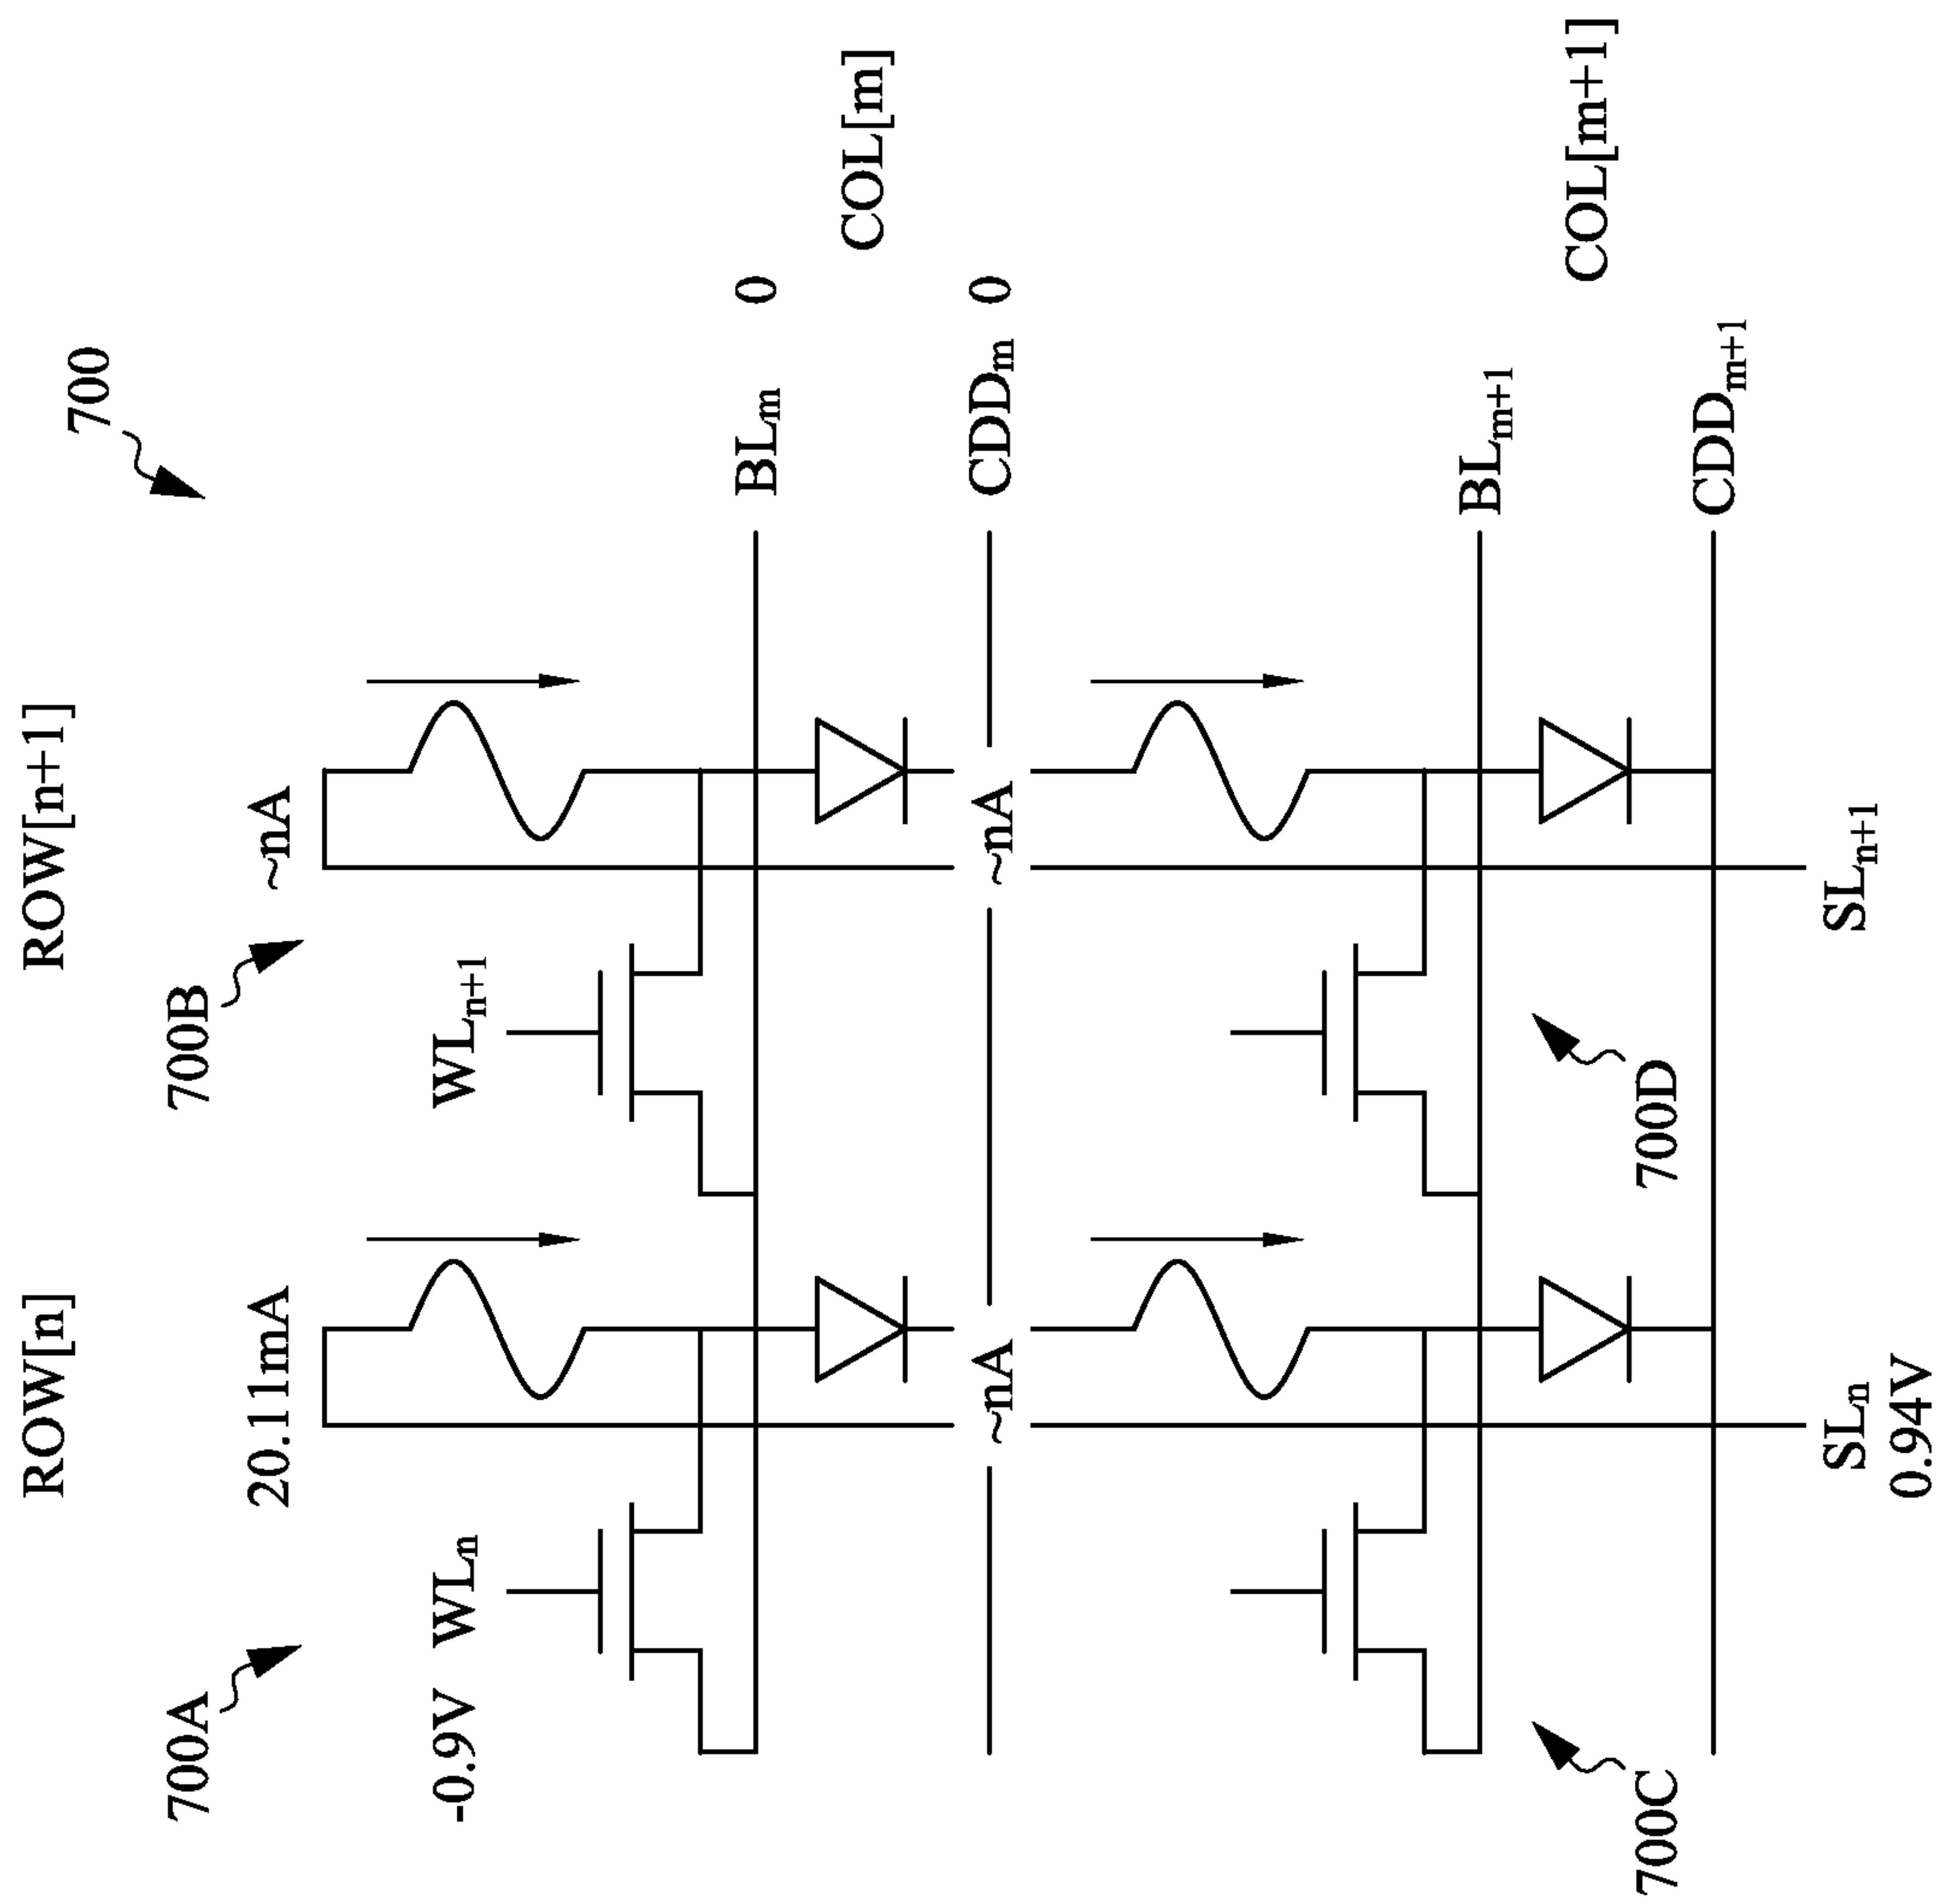 700
ROW[n]
ROW[n+1]
700A
20.11mA
700B
~nA
-0.9V WLn
WLn+1
BLm 0
COL[m]
~nA
~nA
CDDm 0
BLm+1
COL[m+1]
700C
700D
CDDm+1
SLn
SLn+1
0.94V